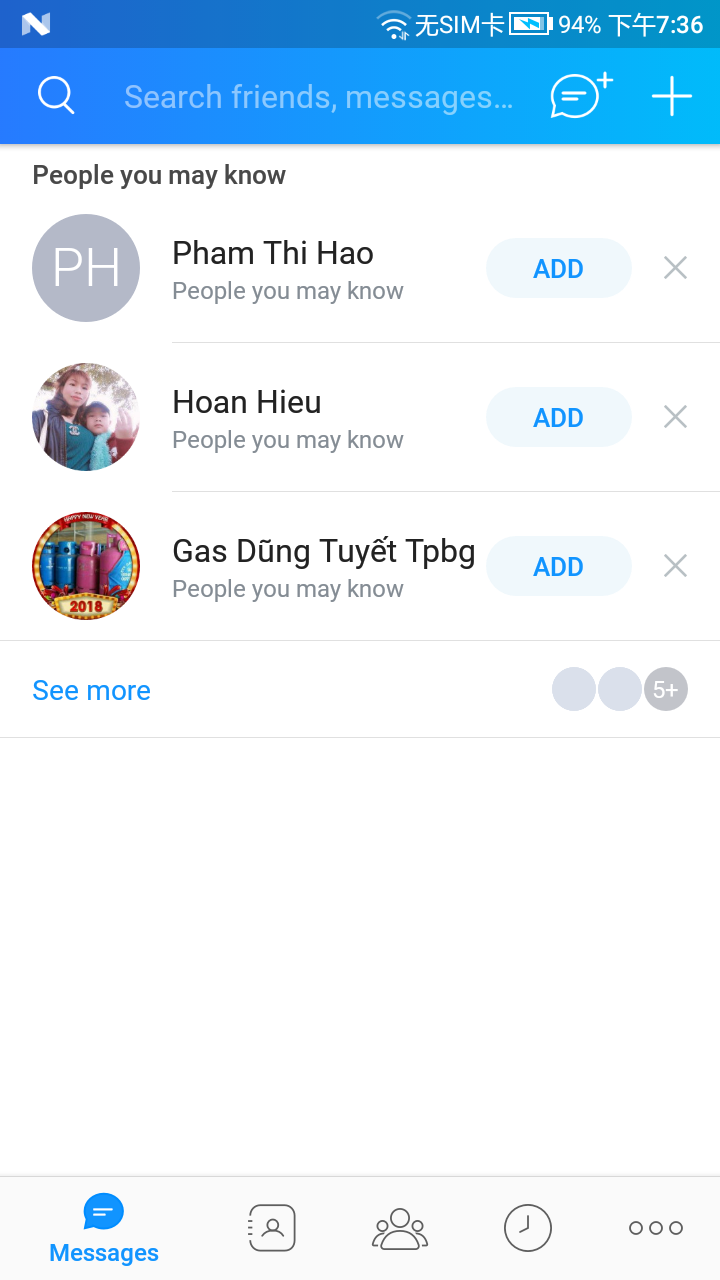 无SIM卡 94% 下午7:36
Search friends, messages...
People you may know
PH
Pham Thi Hao
People you may know
ADD
Hoan Hieu
People you may know
ADD
HAPPY NEW YEAR
2018
Gas Dũng Tuyết Tpbg
People you may know
ADD
See more
5+
Messages